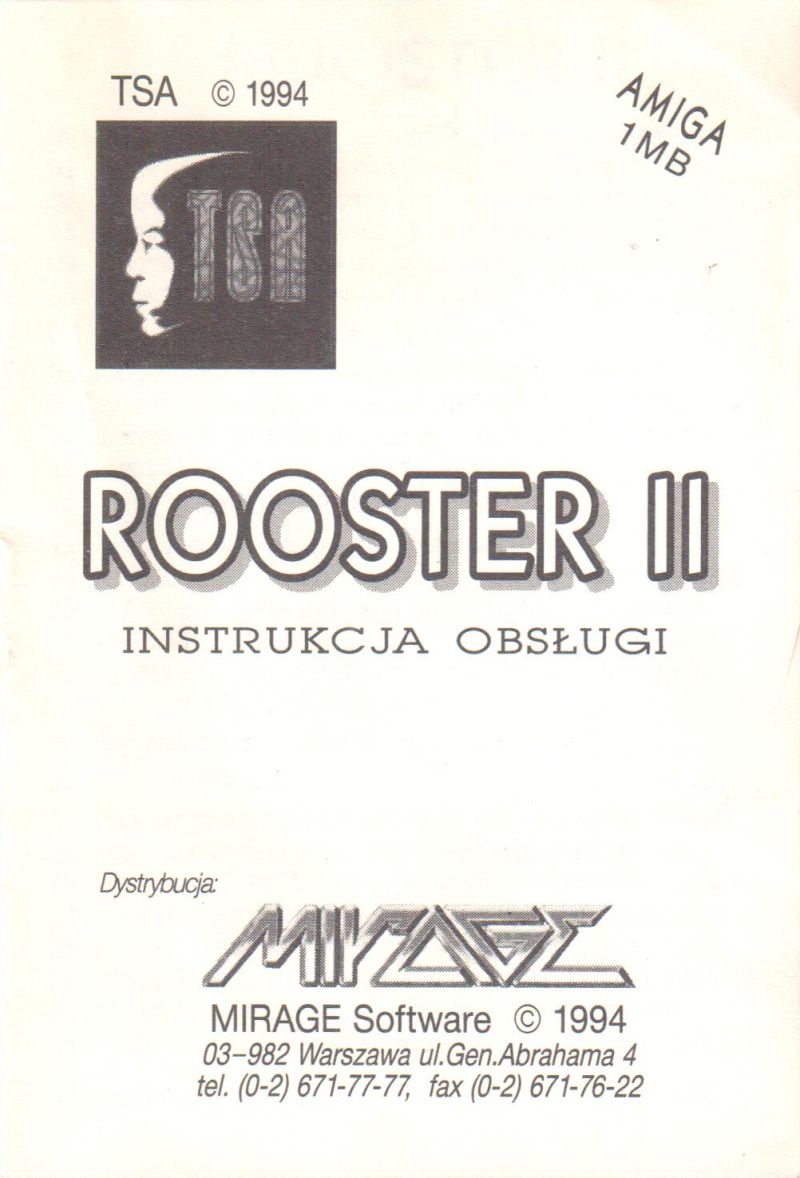 TSA © 1994
AMIGA
1MB
TSA
ROOSTER II
INSTRUKCJA OBSŁUGI
Dystrybucja:
MIRAGE
MIRAGE Software © 1994
03-982 Warszawa ul.Gen.Abrahama 4
tel. (0-2) 671-77-77, fax (0-2) 671-76-22